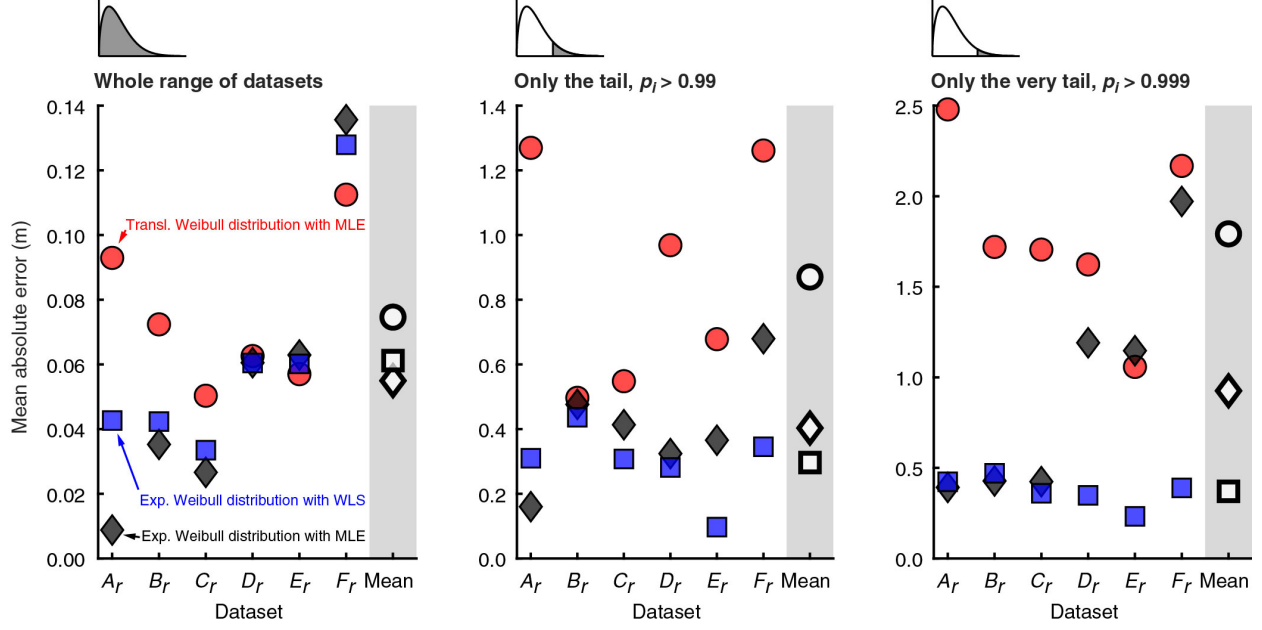 Whole range of datasets
Only the tail, pi > 0.99
Only the very tail, pi > 0.999
Mean absolute error (m)
0.14
0.12
0.10
0.08
0.06
0.04
0.02
0.00
Transl. Weibull distribution with MLE
Exp. Weibull distribution with WLS
Exp. Weibull distribution with MLE
Ar Br Cr Dr Er Fr Mean
Dataset
1.4
1.2
1.0
0.8
0.6
0.4
0.2
0.0
Ar Br Cr Dr Er Fr Mean
Dataset
2.5
2.0
1.5
1.0
0.5
0.0
Ar Br Cr Dr Er Fr Mean
Dataset